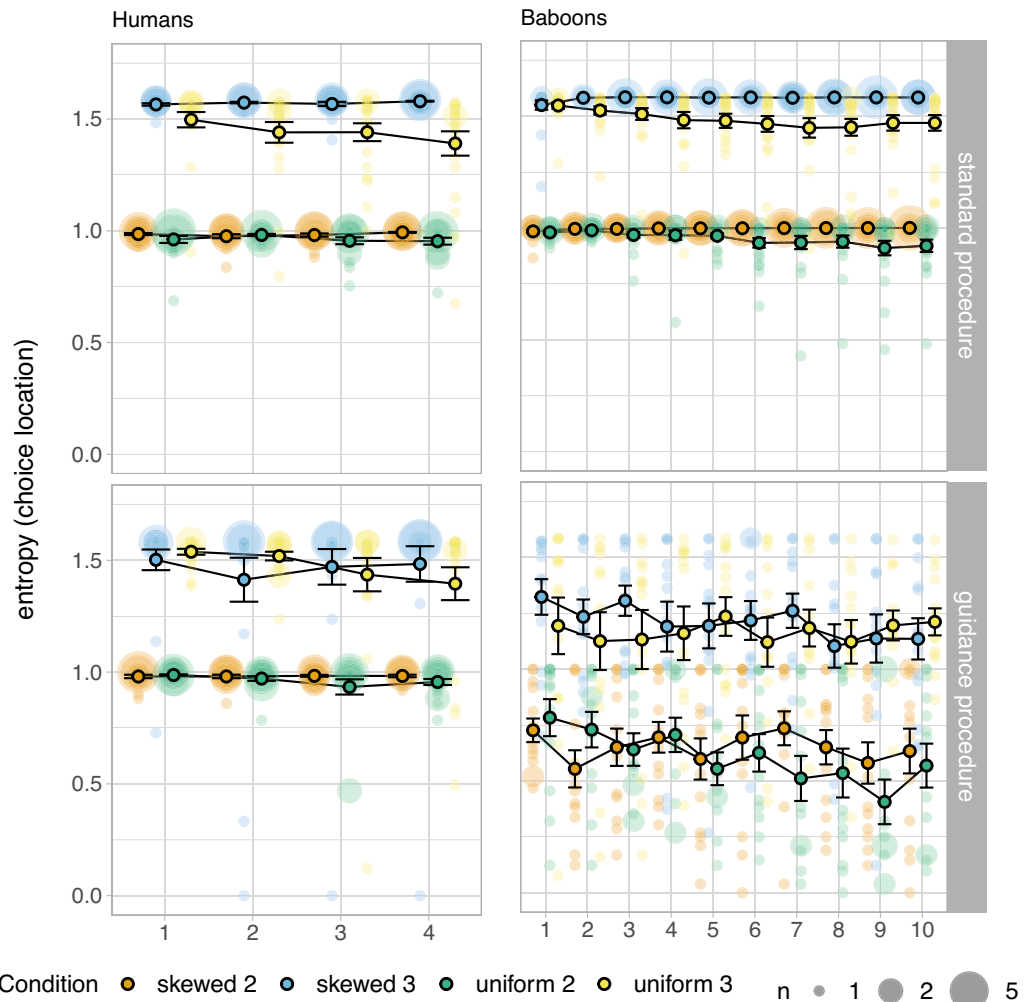 Humans
Baboons
entropy (choice location)
1.5
1.0
0.5
0.0
standard procedure
1.5
1.0
0.5
0.0
guidance procedure
1 2 3 4
1 2 3 4 5 6 7 8 9 10
Condition skewed 2 skewed 3 uniform 2 uniform 3 n 1 2 5